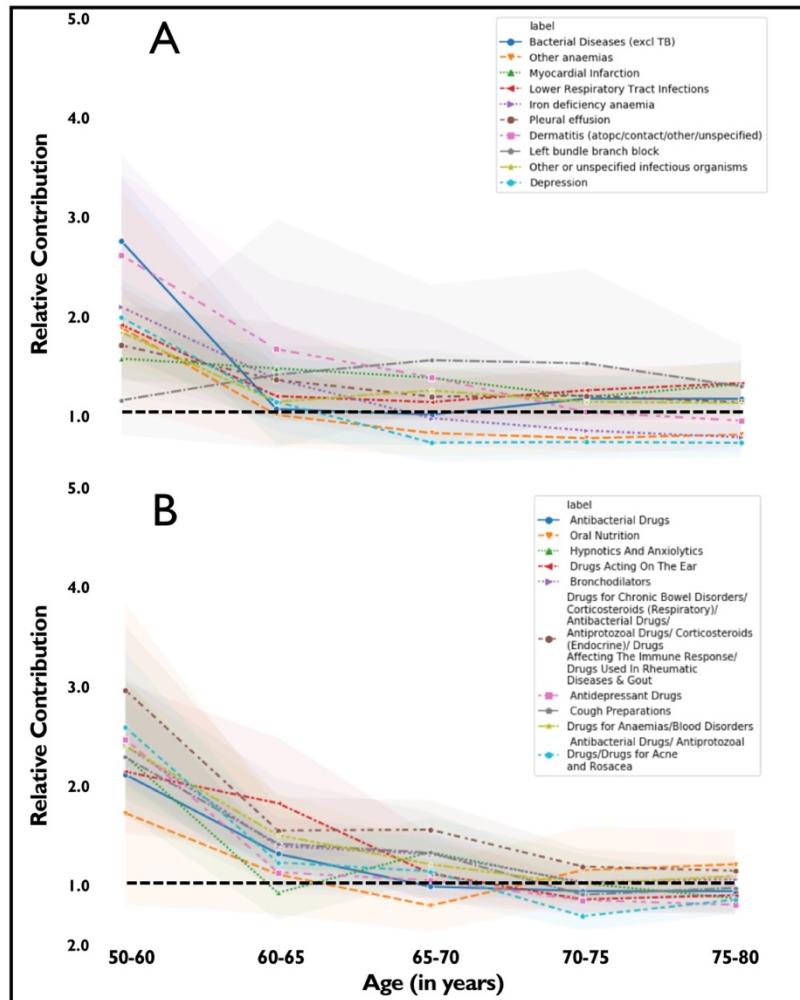 A
5.0
4.0
3.0
2.0
1.0
Relative Contribution
label
Bacterial Diseases (excl TB)
Other anaemias
Myocardial Infarction
Lower Respiratory Tract Infections
Iron deficiency anaemia
Pleural effusion
Dermatitis (atopc/contact/other/unspecified)
Left bundle branch block
Other or unspecified infectious organisms
Depression
B
5.0
4.0
3.0
2.0
1.0
2.0
Relative Contribution
label
Antibacterial Drugs
Oral Nutrition
Hypnotics And Anxiolytics
Drugs Acting On The Ear
Bronchodilators
Drugs for Chronic Bowel Disorders/
Corticosteroids (Respiratory)/
Antibacterial Drugs/
Antiprotozoal Drugs/ Corticosteroids
(Endocrine)/ Drugs
Affecting The Immune Response/
Drugs Used In Rheumatic
Diseases & Gout
Antidepressant Drugs
Cough Preparations
Drugs for Anaemias/Blood Disorders
Antibacterial Drugs/ Antiprotozoal
Drugs/Drugs for Acne
and Rosacea
50-60
60-65
65-70
70-75
75-80
Age (in years)